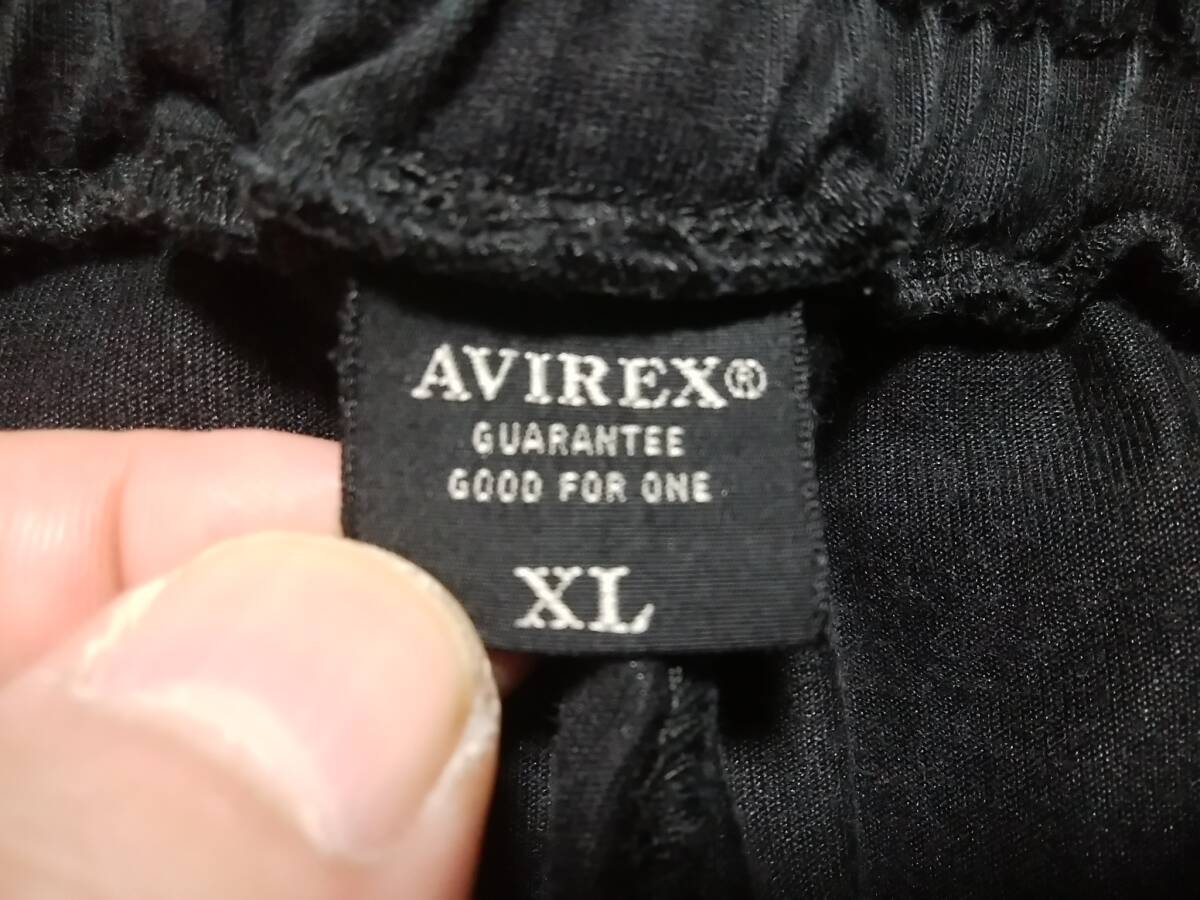 AVIREX®
GUARANTEE
GOOD FOR ONE
XL